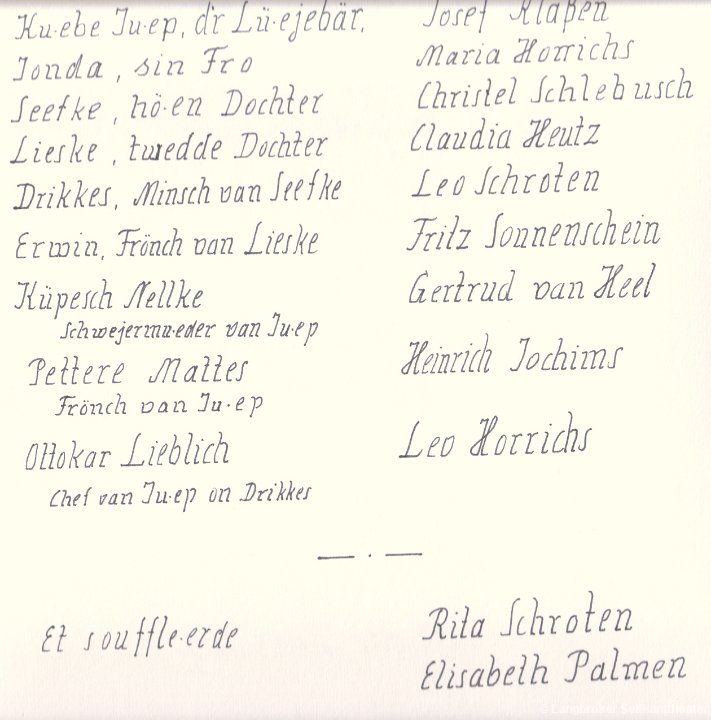 Ku·ebe Ju·ep, d'r Lü·ejebär, Josef Klaßen
Jonda, sin Fro Maria Horrichs
Seefke, hö·en Dochter Christel Schlebusch
Lieske, twedde Dochter Claudia Heutz
Drikkes, Minsch van Seefke Leo Schroten
Erwin, Frönch van Lieske Fritz Sonnenschein
Küpesch Nellke Gertrud van Heel
Schwejermu·eder van Ju·ep
Pettere Mattes Heinrich Jochims
Frönch van Ju·ep
Ottokar Lieblich Leo Horrichs
Chef van Ju·ep on Drikkes
— · —
Et souffle·erde Rita Schroten
Elisabeth Palmen